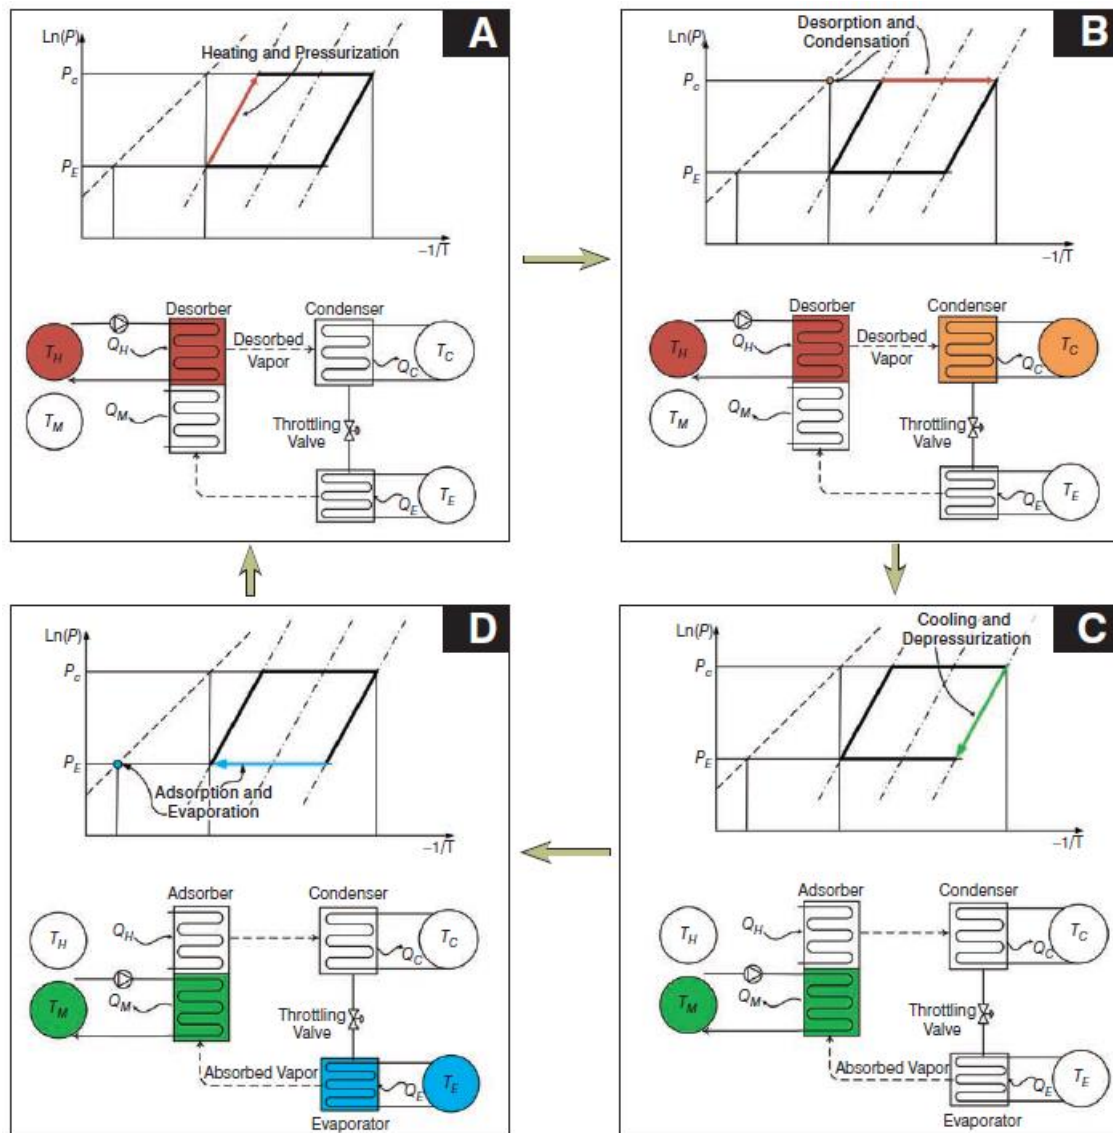 A
Ln(P)
Heating and Pressurization
Pc
PE
–1/T
Desorber
Condenser
TH
QH
Desorbed
Vapor
QC
TC
TM
QM
Throttling
Valve
QE
TE
B
Ln(P)
Desorption and
Condensation
Pc
PE
–1/T
Desorber
Condenser
TH
QH
Desorbed
Vapor
QC
TC
TM
QM
Throttling
Valve
QE
TE
D
Ln(P)
Pc
PE
Adsorption and
Evaporation
–1/T
Adsorber
Condenser
TH
QH
QC
TC
TM
QM
Throttling
Valve
Absorbed Vapor
QE
TE
Evaporator
C
Cooling and
Depressurization
Ln(P)
Pc
PE
–1/T
Adsorber
Condenser
TH
QH
QC
TC
TM
QM
Throttling
Valve
Absorbed Vapor
QE
TE
Evaporator